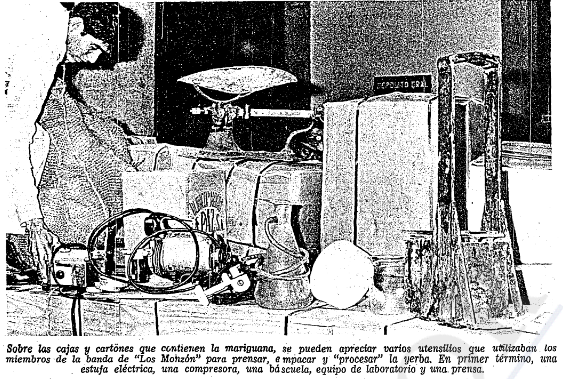 DEPOSITO GRAL
Sobre las cajas y cartones que contienen la mariguana, se pueden apreciar varios utensilios que utilizaban los
miembros de la banda de "Los Monzón" para prensar, empacar y "procesar" la yerba. En primer término, una
estufa eléctrica, una compresora, una báscuela, equipo de laboratorio y una prensa.